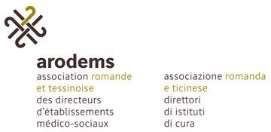 arodems
association romande
et tessinoise
des directeurs
d'établissements
médico-sociaux
associazione romanda
e ticinese
direttori
di istituti
di cura